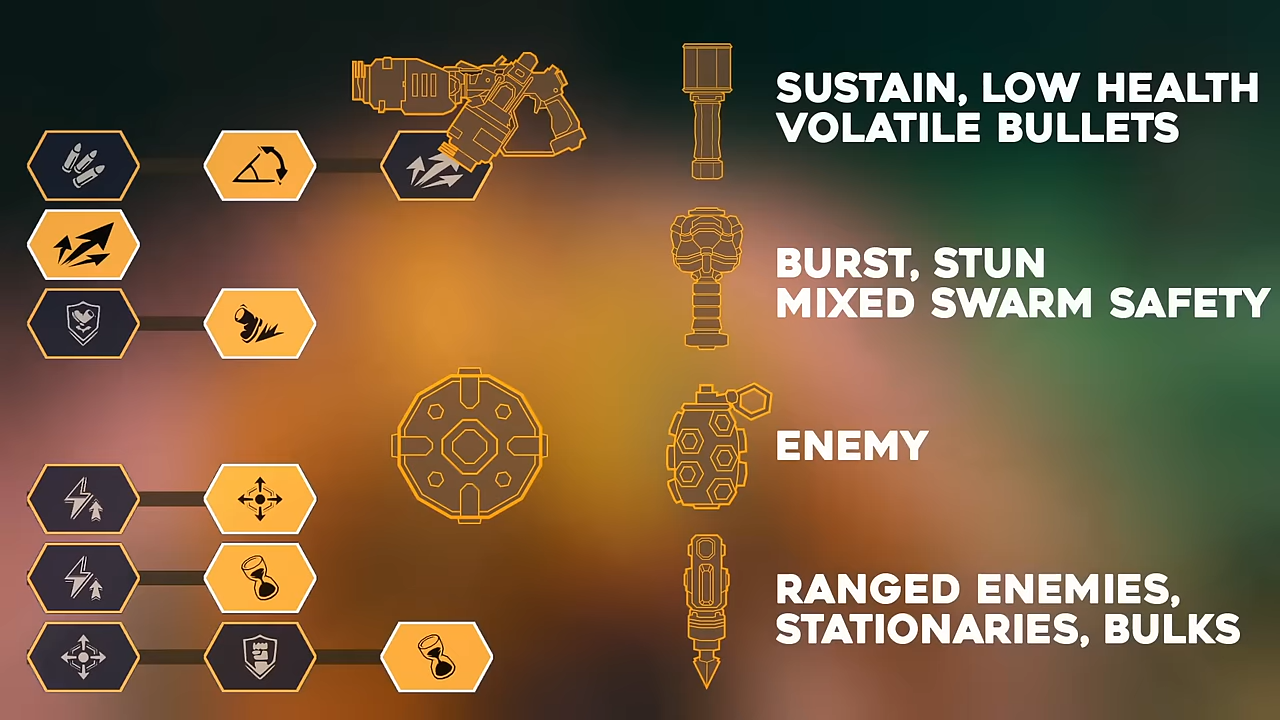 SUSTAIN, LOW HEALTH
VOLATILE BULLETS
BURST, STUN
MIXED SWARM SAFETY
ENEMY
RANGED ENEMIES,
STATIONARIES, BULKS